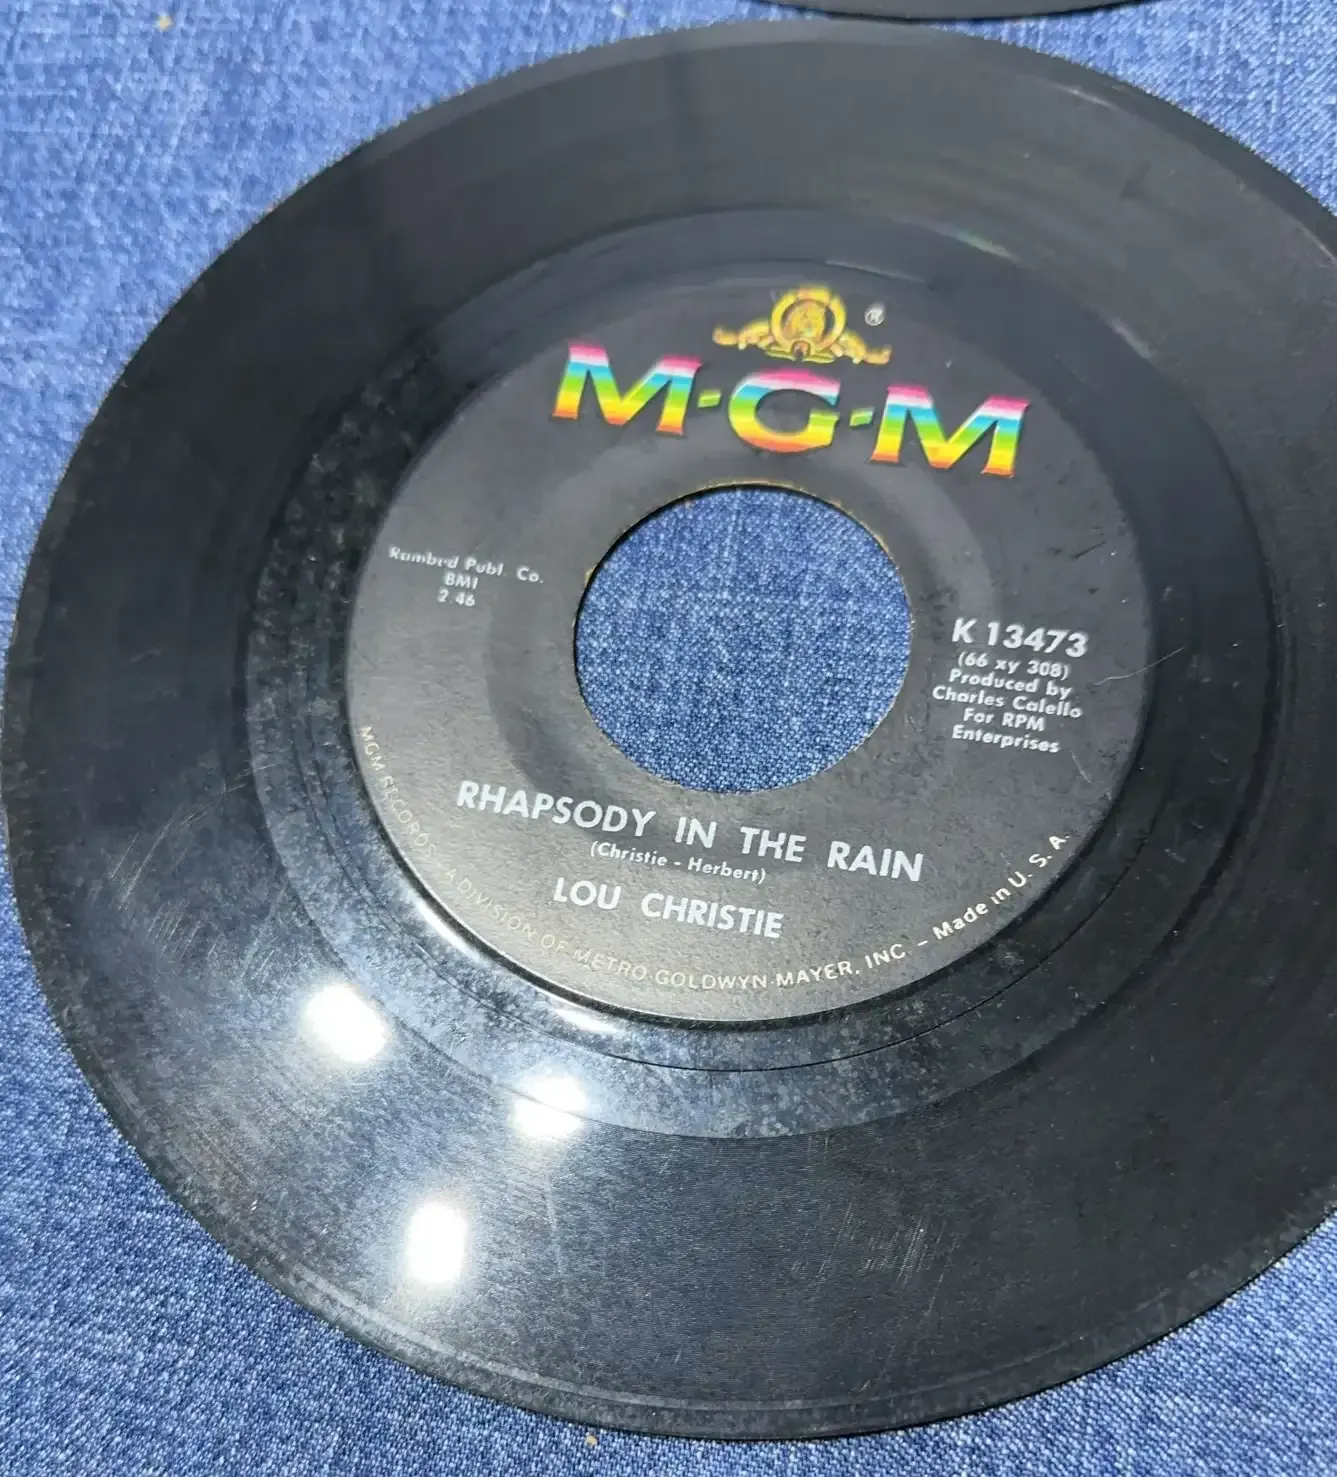 ®
M·G·M
Rambed Publ. Co.
BMI
2.46
K 13473
(66 xy 308)
Produced by
Charles Calello
For RPM
Enterprises
RHAPSODY IN THE RAIN
(Christie - Herbert)
LOU CHRISTIE
MGM RECORDS - A DIVISION OF METRO-GOLDWYN-MAYER, INC. - Made in U. S. A.